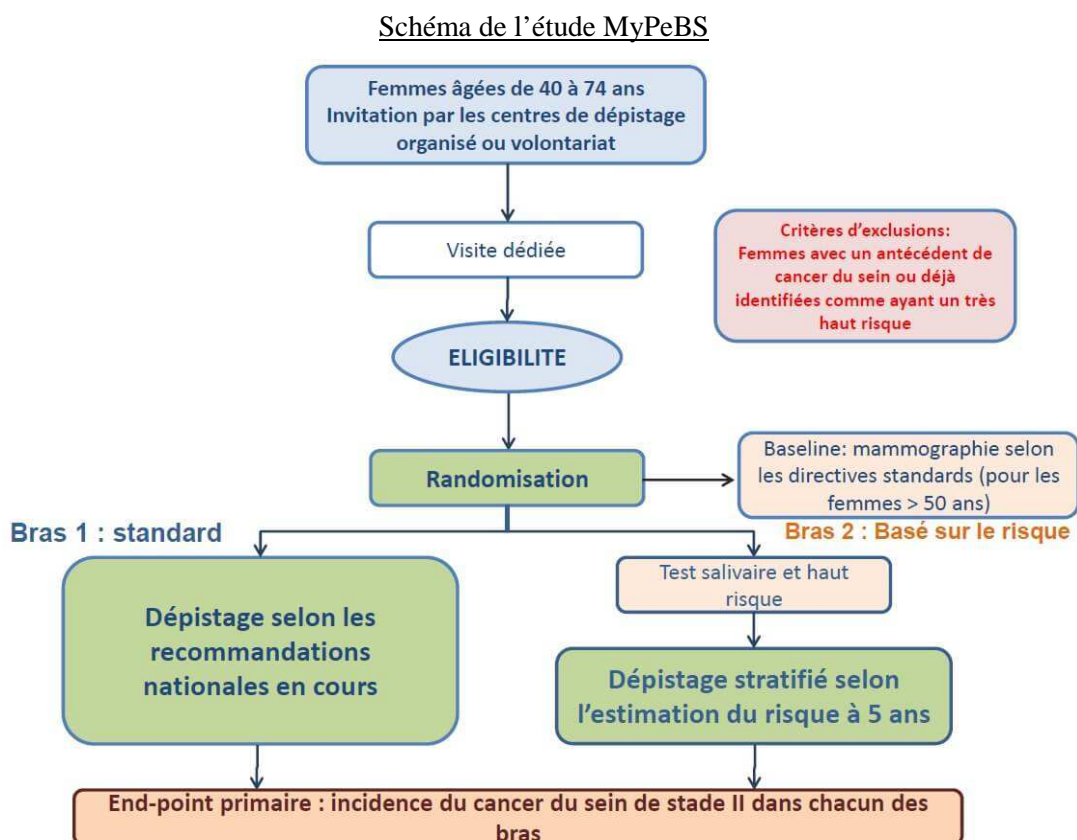 Schéma de l'étude MyPeBS
Femmes âgées de 40 à 74 ans
Invitation par les centres de dépistage
organisé ou volontariat
Visite dédiée
Critères d'exclusions:
Femmes avec un antécédent de
cancer du sein ou déjà
identifiées comme ayant un très
haut risque
ELIGIBILITE
Randomisation
Baseline: mammographie selon
les directives standards (pour les
femmes > 50 ans)
Bras 1 : standard
Bras 2 : Basé sur le risque
Dépistage selon les
recommandations
nationales en cours
Test salivaire et haut
risque
Dépistage stratifié selon
l'estimation du risque à 5 ans
End-point primaire : incidence du cancer du sein de stade II dans chacun des
bras